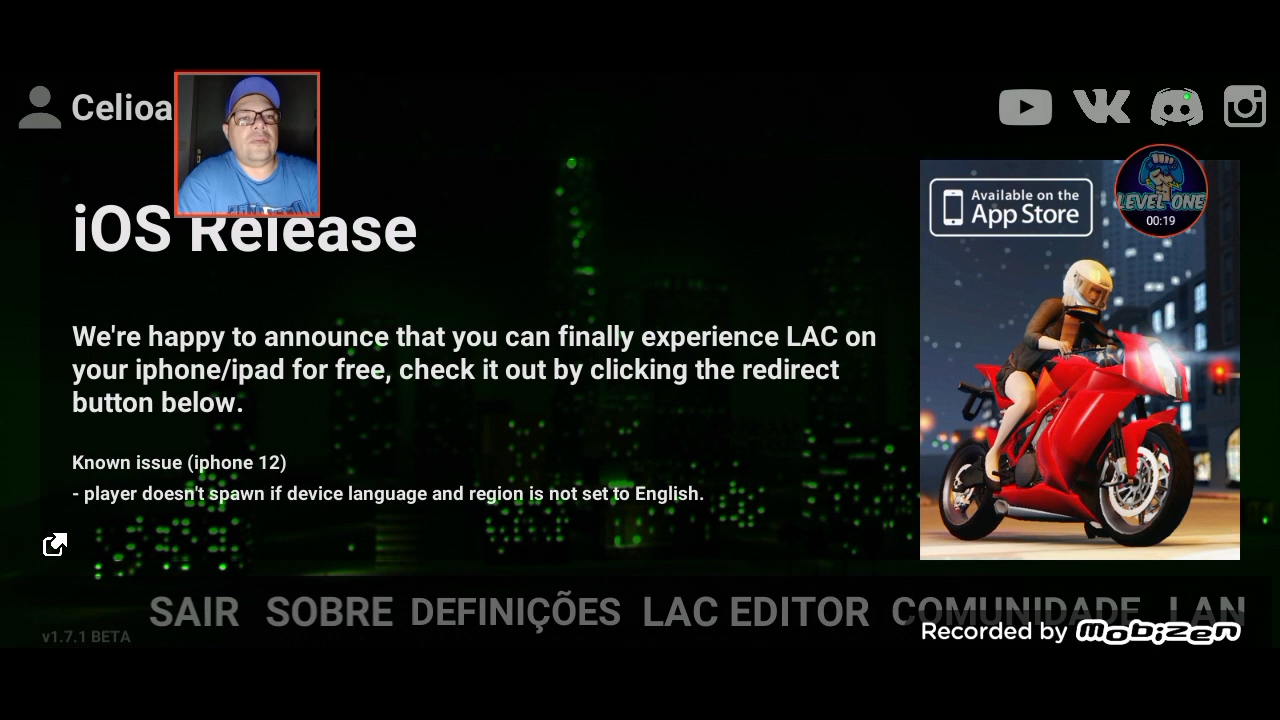 Celioa
Available on the
App Store
LEVEL ONE
00:19
iOS Release
We're happy to announce that you can finally experience LAC on
your iphone/ipad for free, check it out by clicking the redirect
button below.
Known issue (iphone 12)
- player doesn't spawn if device language and region is not set to English.
SAIR SOBRE DEFINIÇÕES LAC EDITOR COMUNIDADE LAN
v1.7.1 BETA
Recorded by Mobizen